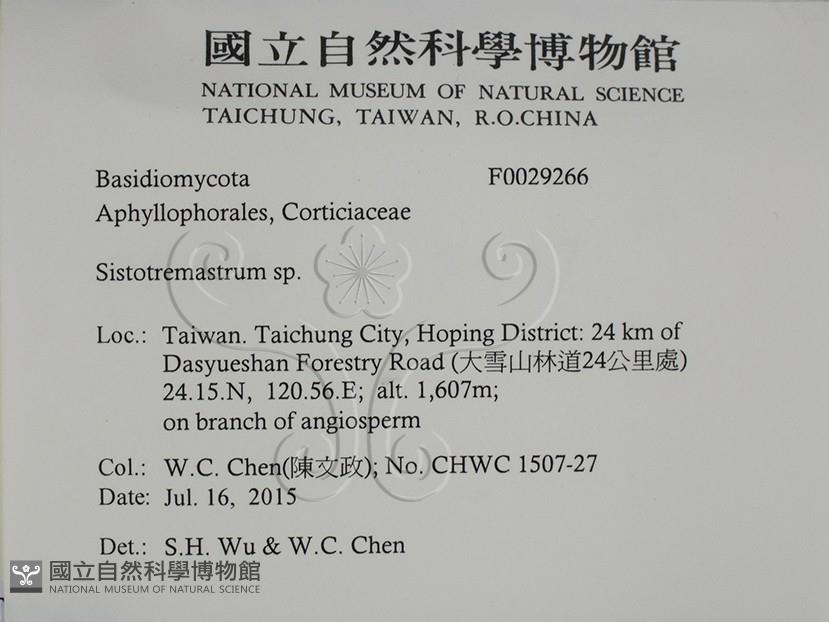 國立自然科學博物館
NATIONAL MUSEUM OF NATURAL SCIENCE
TAICHUNG, TAIWAN, R.O.CHINA
Basidiomycota F0029266
Aphyllophorales, Corticiaceae
Sistotremastrum sp.
Loc.: Taiwan. Taichung City, Hoping District: 24 km of
Dasyueshan Forestry Road (大雪山林道24公里處)
24.15.N, 120.56.E; alt. 1,607m;
on branch of angiosperm
Col.: W.C. Chen(陳文政); No. CHWC 1507-27
Date: Jul. 16, 2015
Det.: S.H. Wu & W.C. Chen
國立自然科學博物館
NATIONAL MUSEUM OF NATURAL SCIENCE